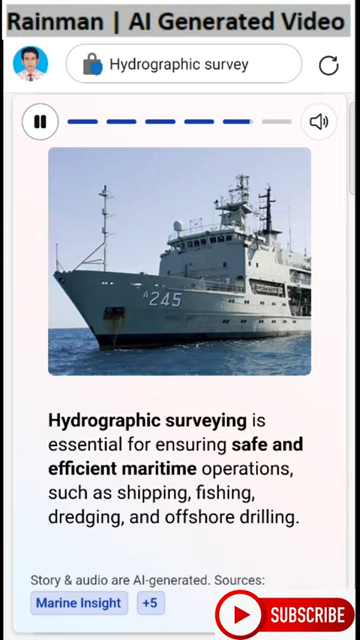 Rainman | AI Generated Video
Hydrographic survey
A 245
Hydrographic surveying is
essential for ensuring safe and
efficient maritime operations,
such as shipping, fishing,
dredging, and offshore drilling.
Story & audio are AI-generated. Sources:
Marine Insight +5
SUBSCRIBE